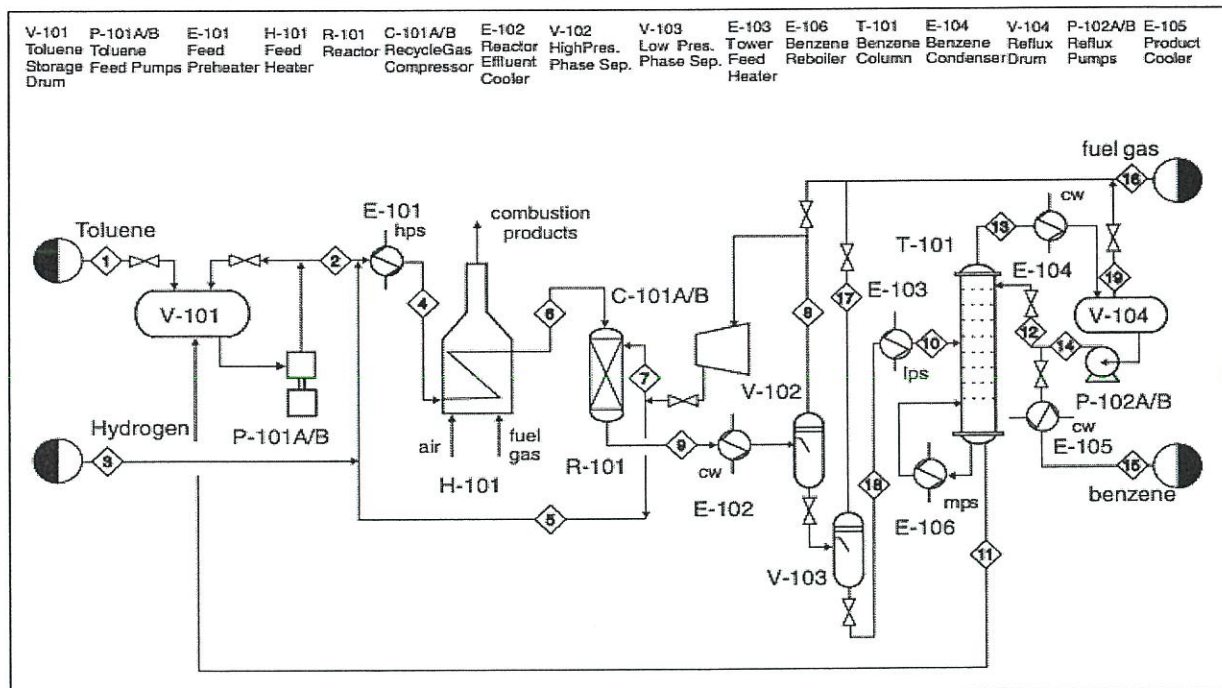 V-101 P-101A/B E-101 H-101 R-101 C-101A/B E-102 V-102 V-103 E-103 E-106 T-101 E-104 V-104 P-102A/B E-105
Toluene Toluene Feed Feed Reactor RecycleGas Reactor HighPres. Low Pres. Tower Benzene Benzene Benzene Reflux Reflux Product
Storage Feed Pumps Preheater Heater Compressor Effluent Phase Sep. Phase Sep. Feed Reboiler Column Condenser Drum Pumps Cooler
Drum Cooler Heater
fuel gas
16
cw
13
E-101
hps
combustion
products
Toluene
1
2
T-101
E-104
19
V-101
4
6
C-101A/B
8
17
E-103
10
lps
12
14
V-104
7
V-102
P-102A/B
Hydrogen
P-101A/B
air
fuel
gas
R-101
9
cw
cw
E-105
3
H-101
E-102
18
mps
15
benzene
5
E-106
V-103
11